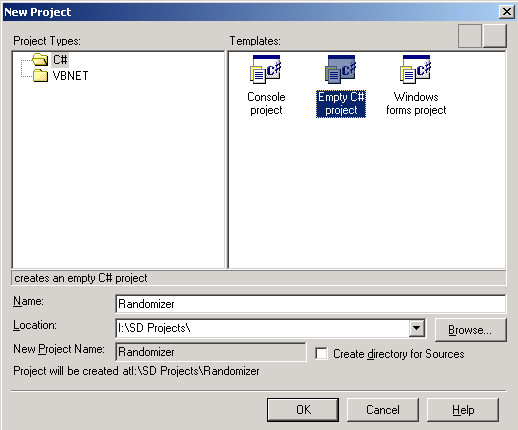 New Project
Project Types:
Templates:
C#
VBNET
Console
project
Empty C#
project
Windows
forms project
creates an empty C# project
Name:
Randomizer
Location:
I:\SD Projects\
Browse...
New Project Name:
Randomizer
Create directory for Sources
Project will be created atI:\SD Projects\Randomizer
OK
Cancel
Help